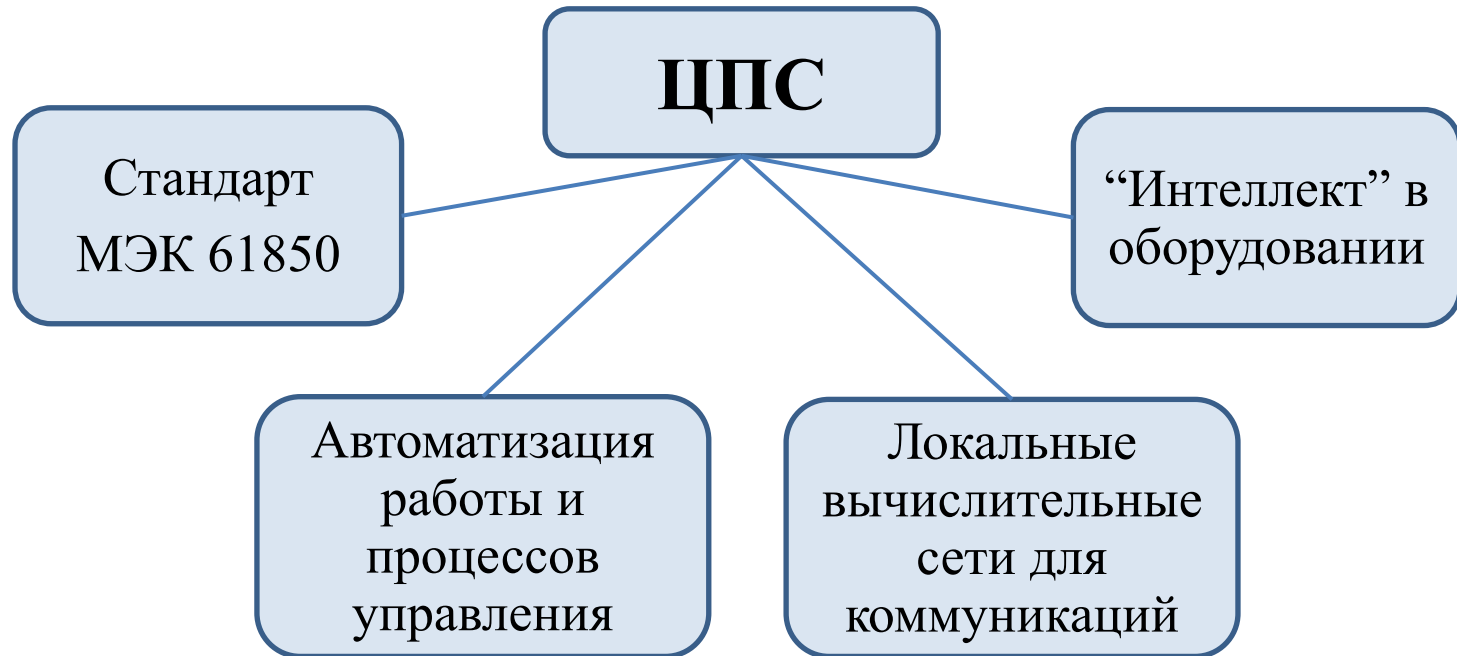 ЦПС
Стандарт
МЭК 61850
“Интеллект” в
оборудовании
Автоматизация
работы и
процессов
управления
Локальные
вычислительные
сети для
коммуникаций